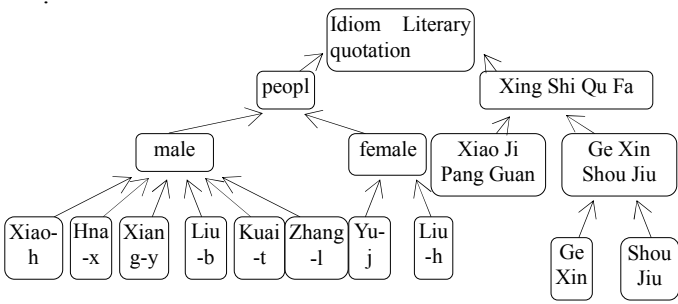 Idiom Literary
quotation
peopl
Xing Shi Qu Fa
male
female
Xiao Ji
Pang Guan
Ge Xin
Shou Jiu
Xiao-
h
Hna
-x
Xian
g-y
Liu
-b
Kuai
-t
Zhang
-l
Yu-
j
Liu
-h
Ge
Xin
Shou
Jiu